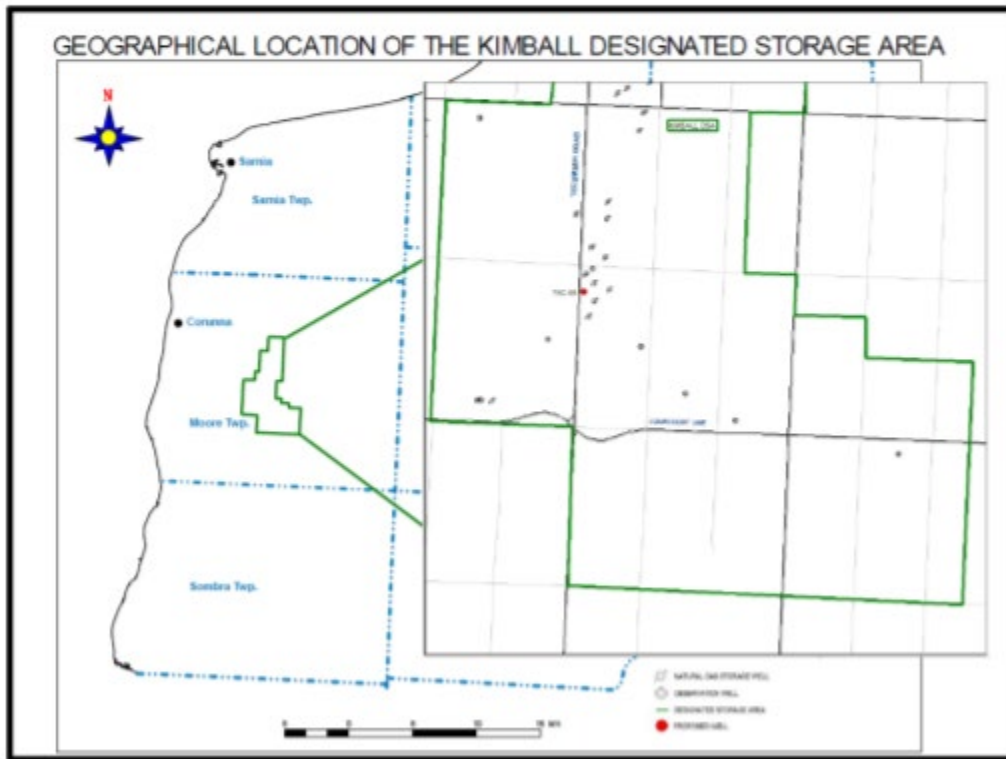 GEOGRAPHICAL LOCATION OF THE KIMBALL DESIGNATED STORAGE AREA
N
KIMBALL DSA
Sarnia
Sarnia Twp.
Corunna
Moore Twp.
Sombra Twp.
NATURAL GAS STORAGE WELL
OBSERVATION WELL
DESIGNATED STORAGE AREA
PROPOSED WELL